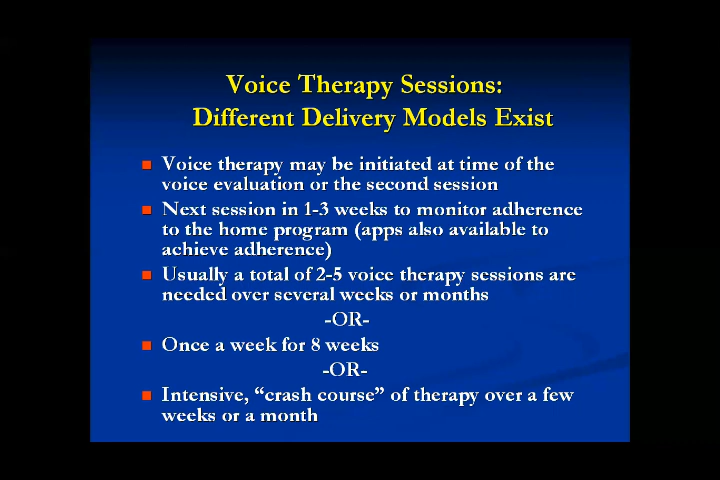 Voice Therapy Sessions:
Different Delivery Models Exist
Voice therapy may be initiated at time of the
voice evaluation or the second session
Next session in 1-3 weeks to monitor adherence
to the home program (apps also available to
achieve adherence)
Usually a total of 2-5 voice therapy sessions are
needed over several weeks or months
-OR-
Once a week for 8 weeks
-OR-
Intensive, “crash course” of therapy over a few
weeks or a month